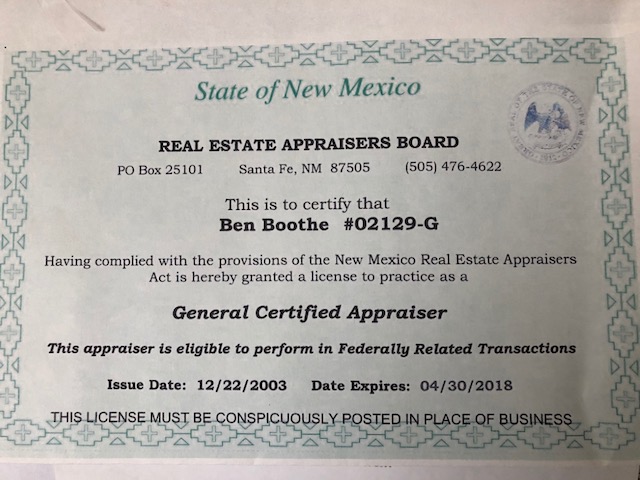 State of New Mexico
REAL ESTATE APPRAISERS BOARD
PO Box 25101 Santa Fe, NM 87505 (505) 476-4622
This is to certify that
Ben Boothe #02129-G
Having complied with the provisions of the New Mexico Real Estate Appraisers
Act is hereby granted a license to practice as a
General Certified Appraiser
This appraiser is eligible to perform in Federally Related Transactions
Issue Date: 12/22/2003 Date Expires: 04/30/2018
THIS LICENSE MUST BE CONSPICUOUSLY POSTED IN PLACE OF BUSINESS